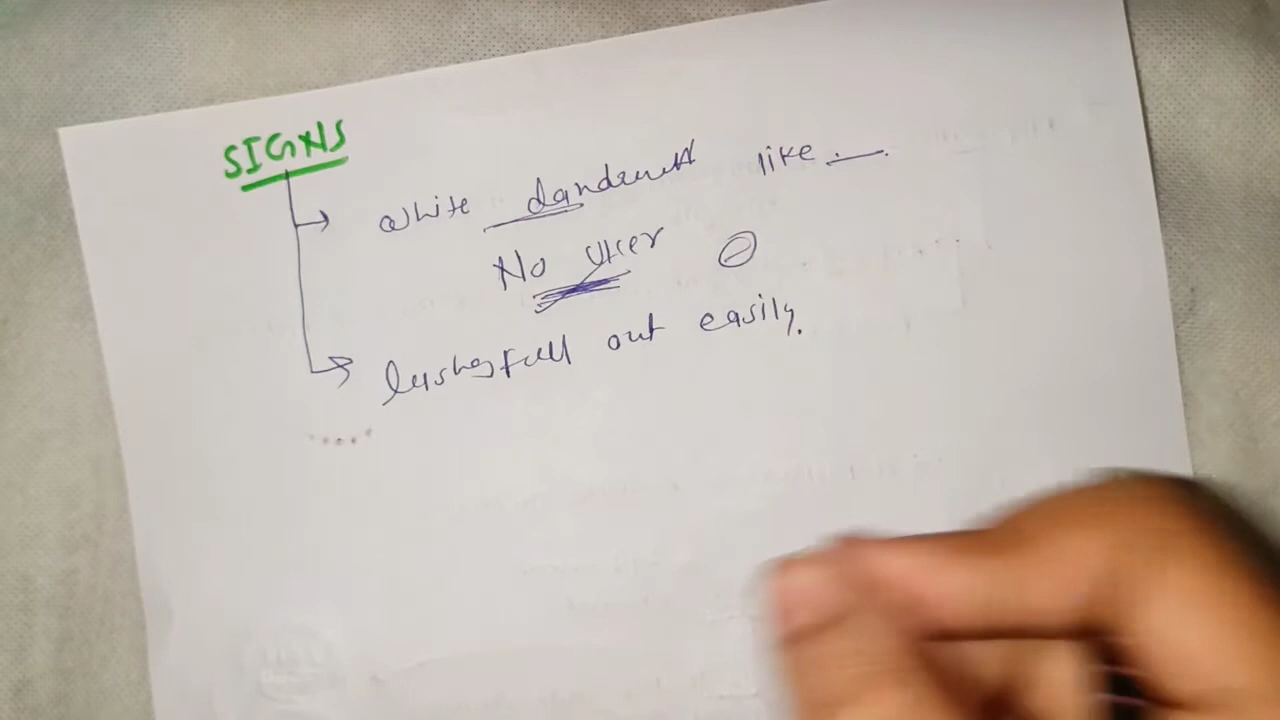 SIGNS
white dandruff like —.
No Ulcer ⊖
lashes fall out easily.